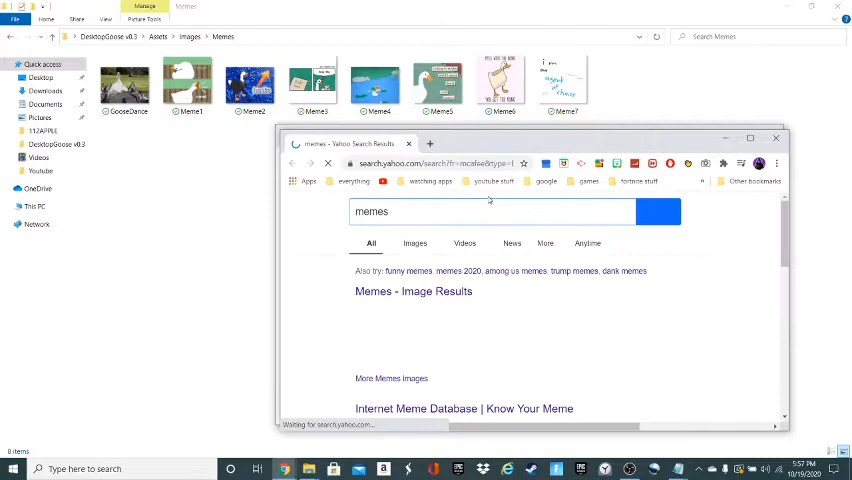 Manage
Memes
File
Home
Share
View
Picture Tools
DesktopGoose v0.3 > Assets > Images > Memes
Search Memes
Quick access
Desktop
Downloads
Documents
Pictures
112APPLE
DesktopGoose v0.3
Videos
Youtube
OneDrive
This PC
Network
GooseDance
Meme1
Meme2
Meme3
Meme4
Meme5
Meme6
Meme7
memes - Yahoo Search Results
search.yahoo.com/search?fr=mcafee&type=
Apps
everything
watching apps
youtube stuff
google
games
fortnite stuff
»
Other bookmarks
memes
All
Images
Videos
News
More
Anytime
Also try: funny memes, memes 2020, among us memes, trump memes, dank memes
Memes - Image Results
More Memes images
Internet Meme Database | Know Your Meme
Waiting for search.yahoo.com...
8 items
Type here to search
5:57 PM
10/19/2020